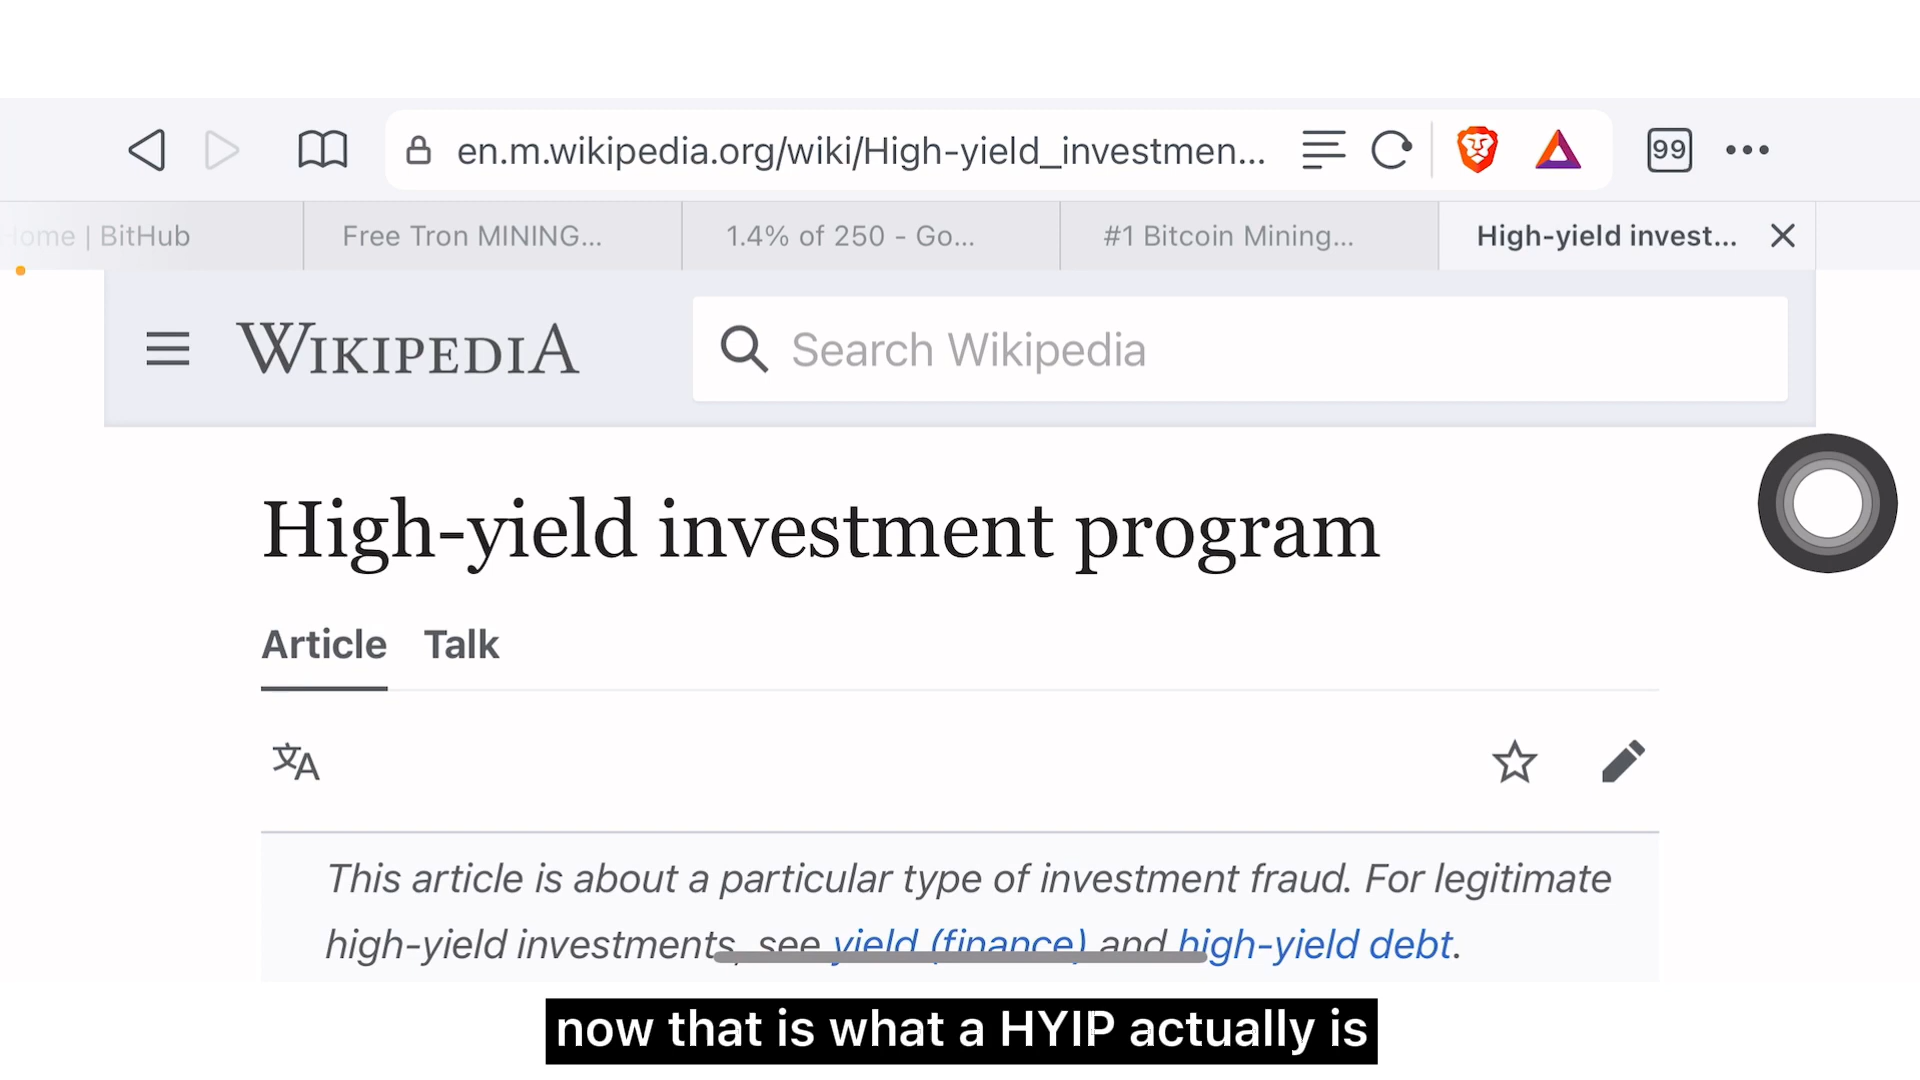 en.m.wikipedia.org/wiki/High-yield_investmen...
99
ome | BitHub
Free Tron MINING...
1.4% of 250 - Go...
#1 Bitcoin Mining...
High-yield invest...
WIKIPEDIA
Search Wikipedia
High-yield investment program
Article Talk
This article is about a particular type of investment fraud. For legitimate
high-yield investments, see yield (finance) and high-yield debt.
now that is what a HYIP actually is